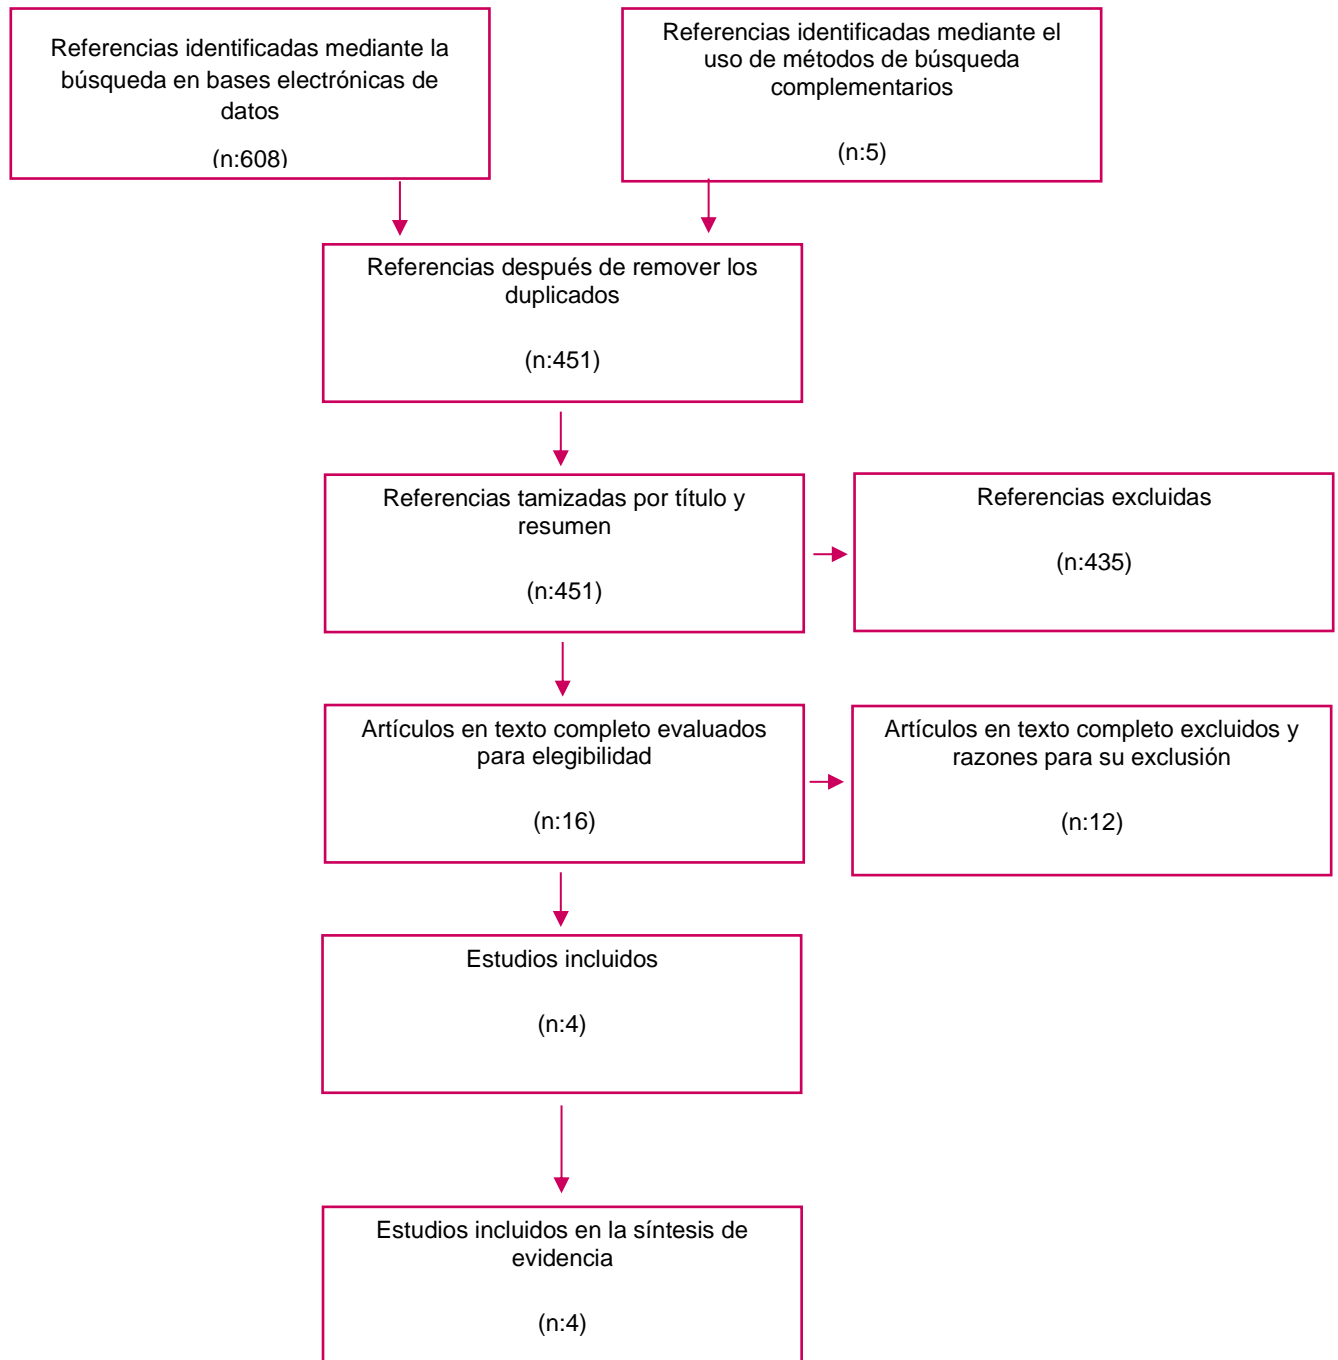 Referencias identificadas mediante la
búsqueda en bases electrónicas de
datos
(n:608)
Referencias identificadas mediante el
uso de métodos de búsqueda
complementarios
(n:5)
Referencias después de remover los
duplicados
(n:451)
Referencias tamizadas por título y
resumen
(n:451)
Referencias excluidas
(n:435)
Artículos en texto completo evaluados
para elegibilidad
(n:16)
Artículos en texto completo excluidos y
razones para su exclusión
(n:12)
Estudios incluidos
(n:4)
Estudios incluidos en la síntesis de
evidencia
(n:4)